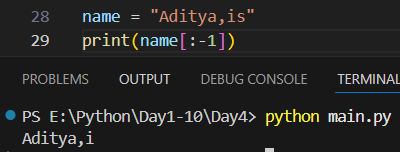 28 name = "Aditya,is"
29 print(name[:-1])
PROBLEMS OUTPUT DEBUG CONSOLE TERMINAL
PS E:\Python\Day1-10\Day4> python main.py
Aditya,i